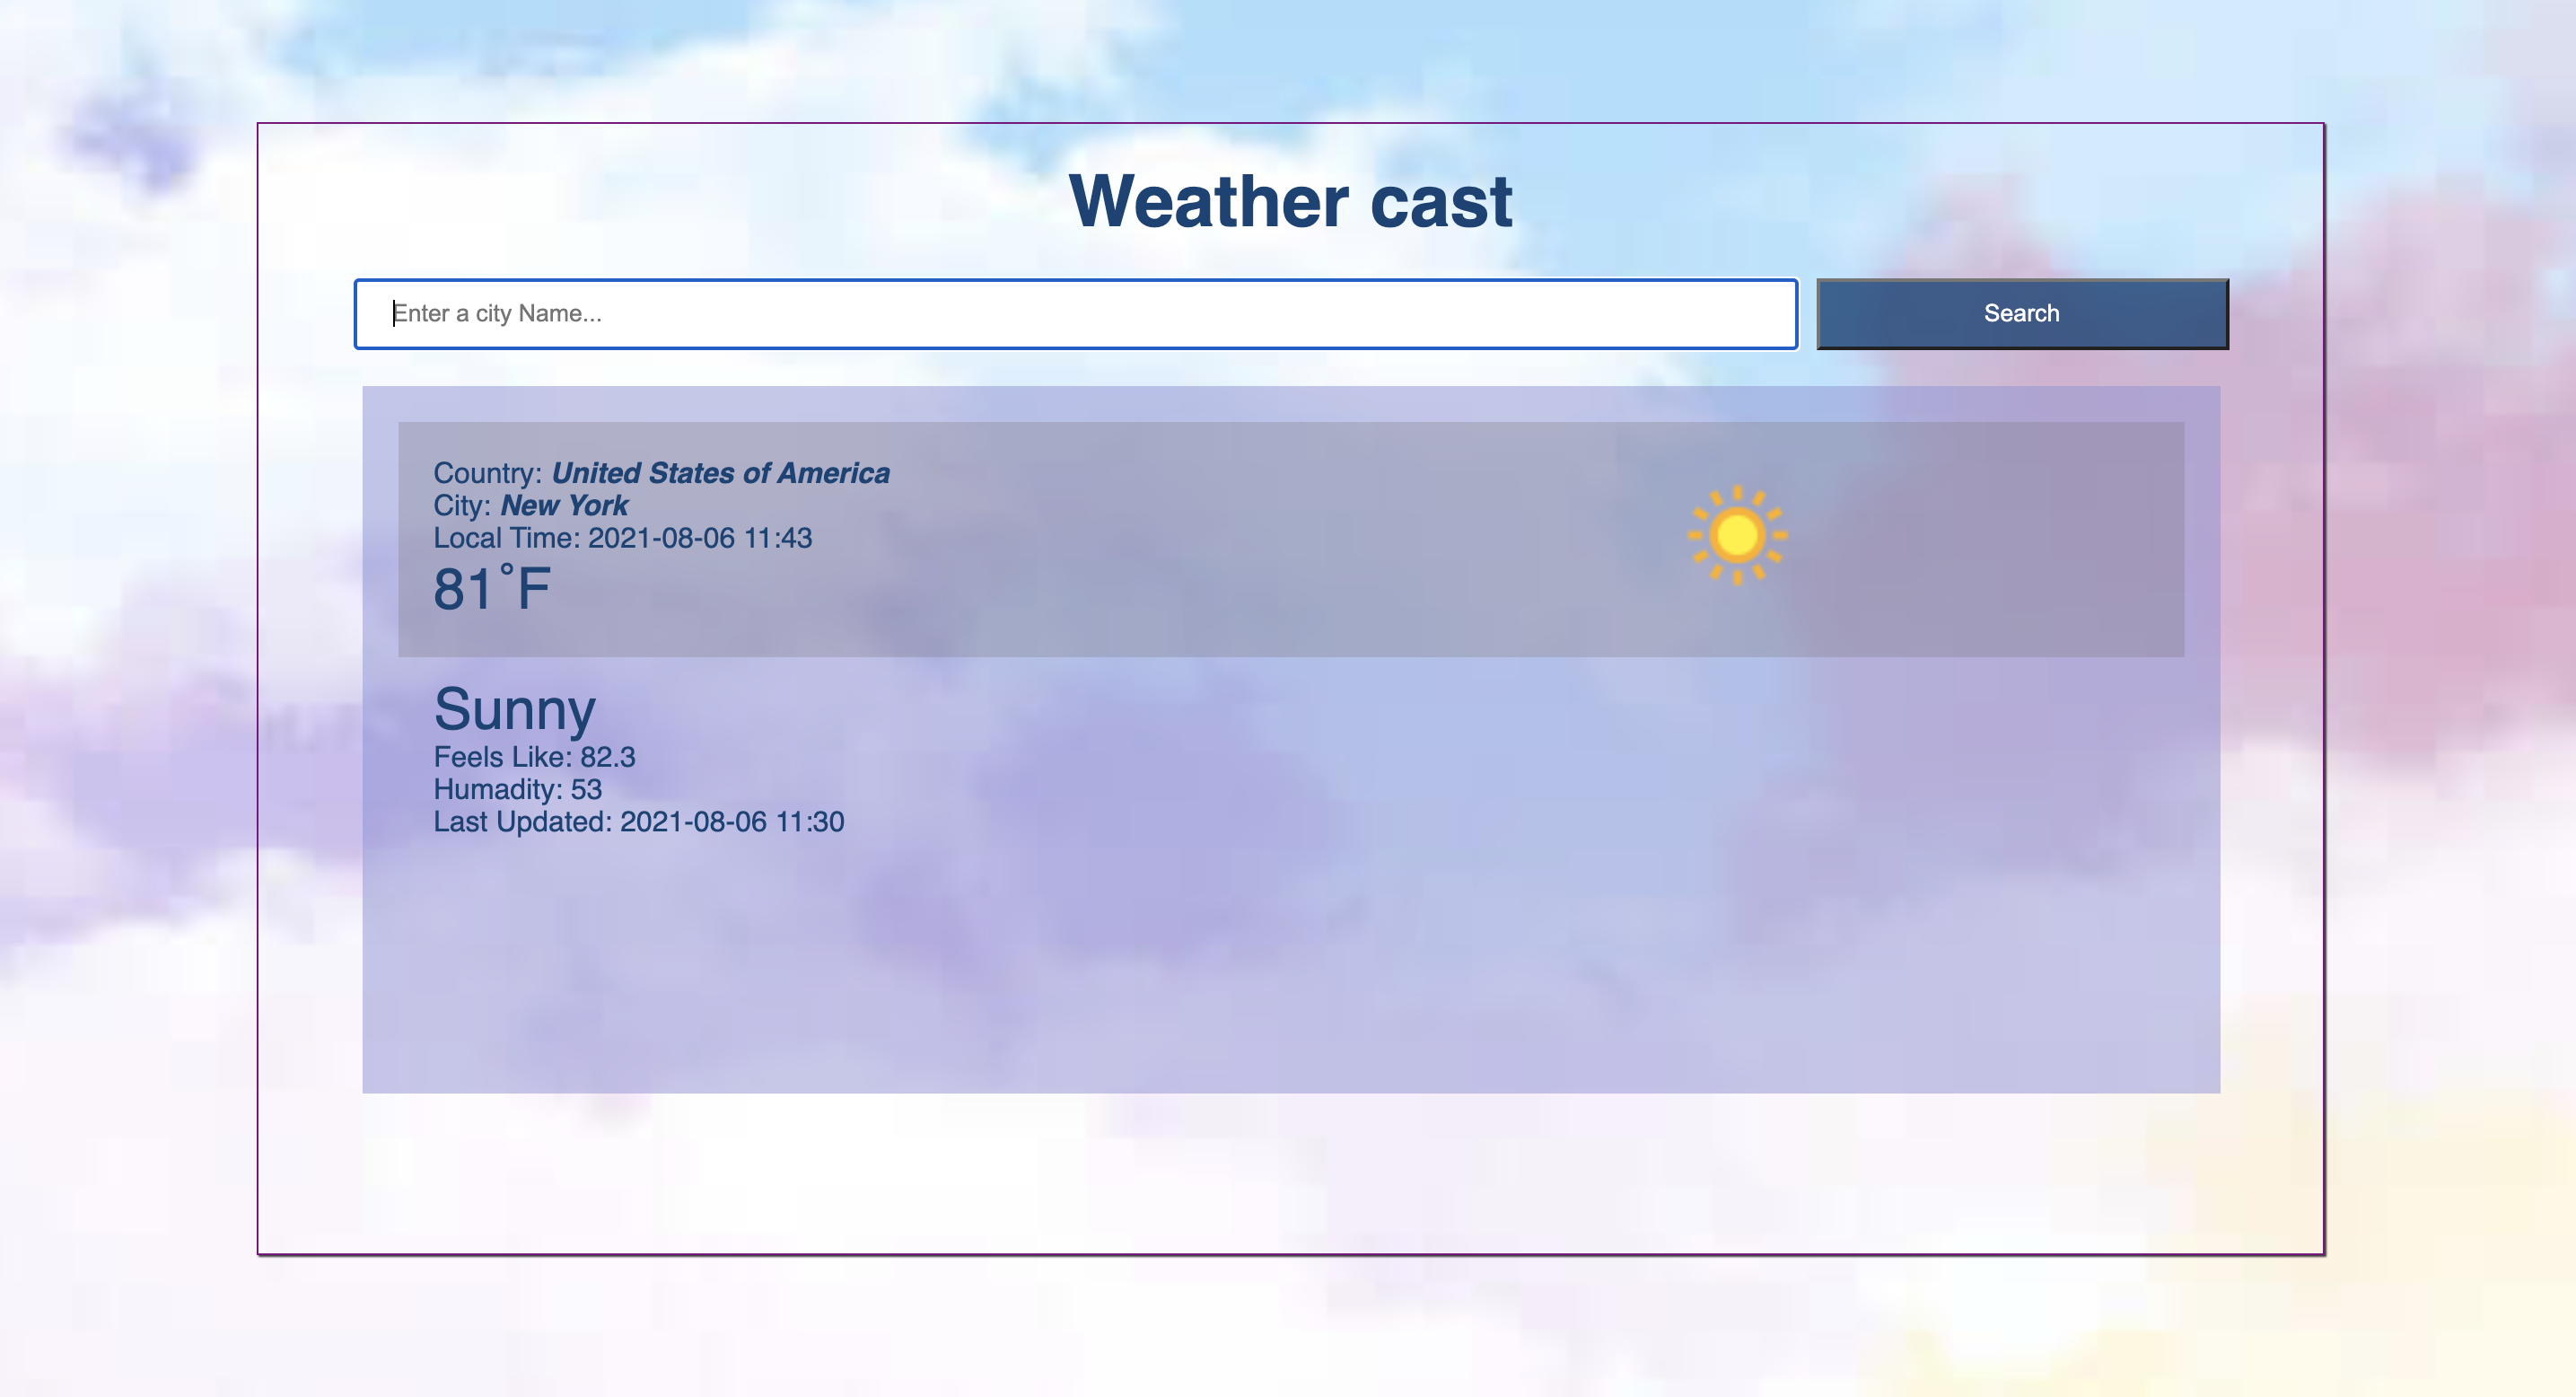 Weather cast
Enter a city Name...
Search
Country: United States of America
City: New York
Local Time: 2021-08-06 11:43
81°F
Sunny
Feels Like: 82.3
Humadity: 53
Last Updated: 2021-08-06 11:30